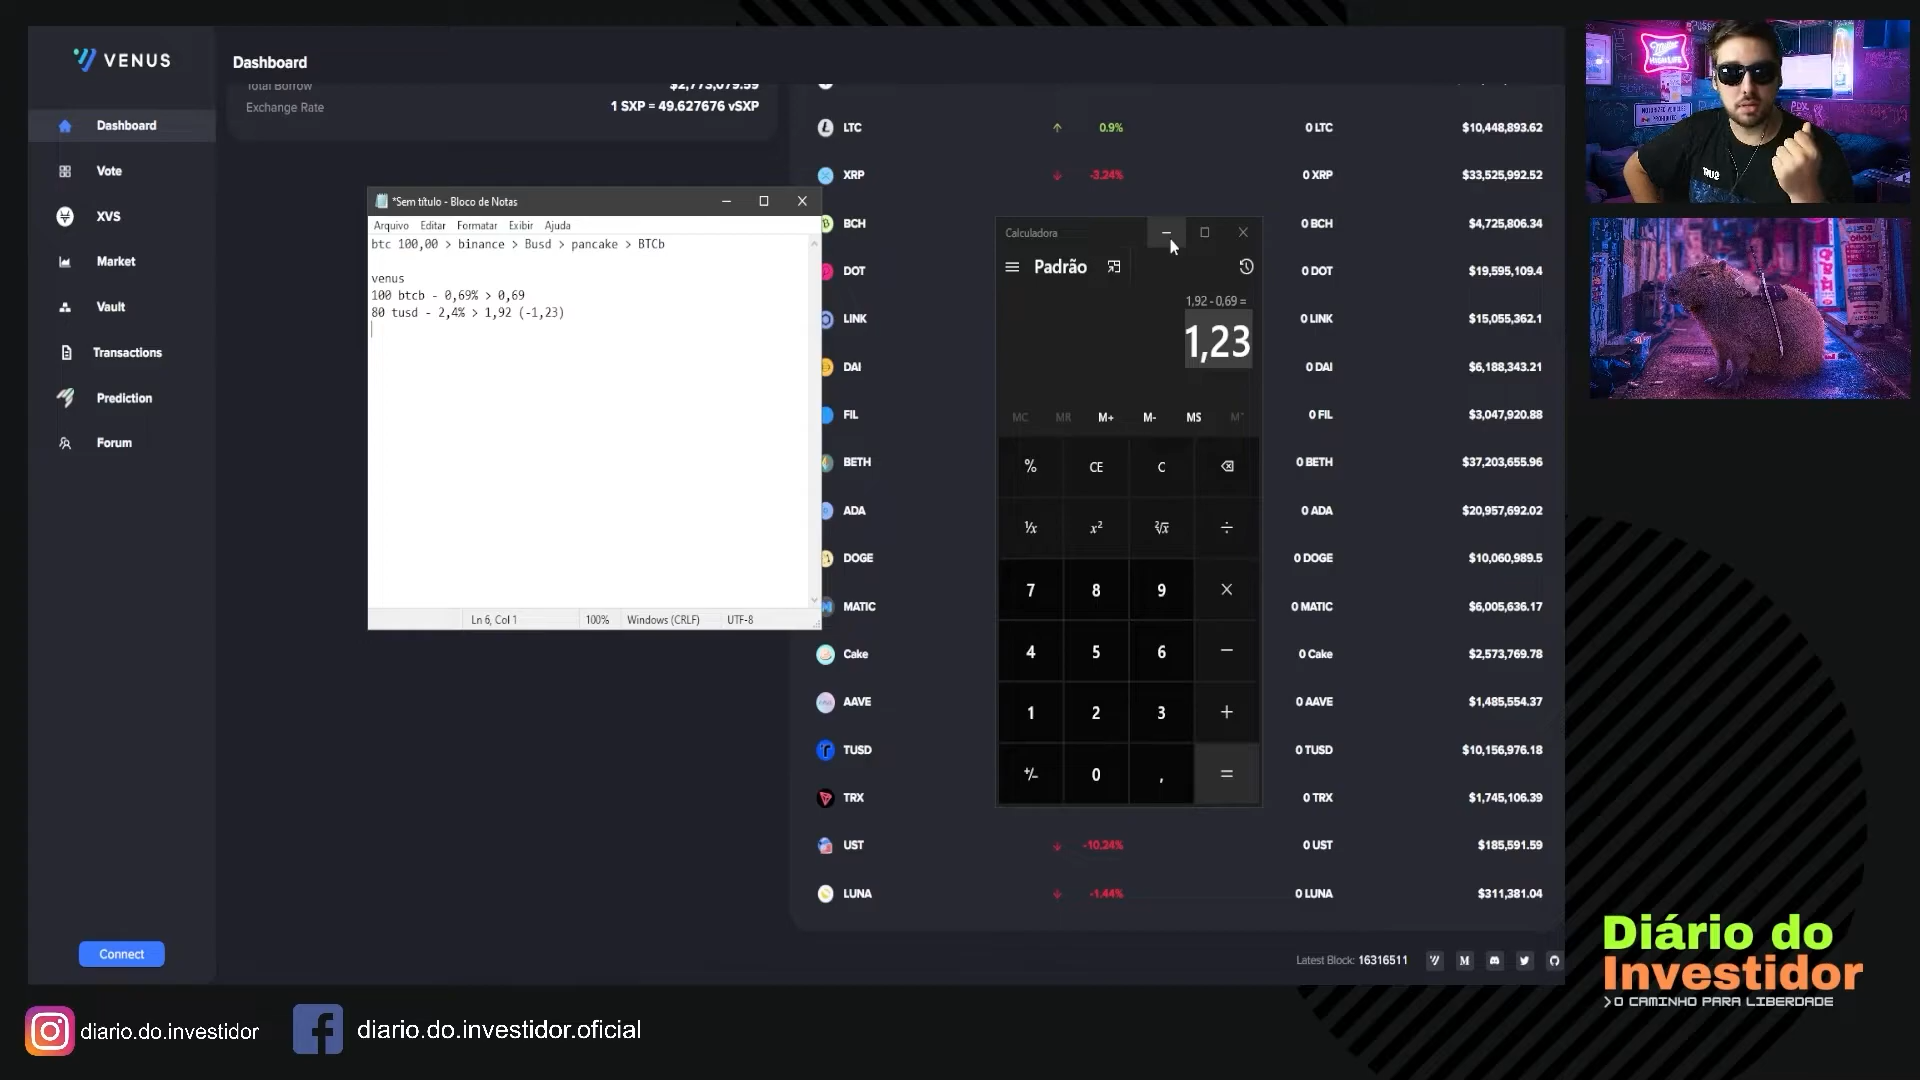 VENUS
Dashboard
Total Borrow $2,773,079.59
Exchange Rate 1 SXP = 49.627676 vSXP
Dashboard
Vote
XVS
Market
Vault
Transactions
Prediction
Forum
Connect
*Sem título - Bloco de Notas
Arquivo Editar Formatar Exibir Ajuda
btc 100,00 > binance > Busd > pancake > BTCb
venus
100 btcb - 0,69% > 0,69
80 tusd - 2,4% > 1,92 (-1,23)
Ln 6, Col 1 100% Windows (CRLF) UTF-8
LTC 0.9% 0 LTC $10,448,893.62
XRP -3.24% 0 XRP $33,525,992.52
BCH 0 BCH $4,725,806.34
DOT 0 DOT $19,595,109.4
LINK 0 LINK $15,055,362.1
DAI 0 DAI $6,188,343.21
FIL 0 FIL $3,047,920.88
BETH 0 BETH $37,203,655.96
ADA 0 ADA $20,957,692.02
DOGE 0 DOGE $10,060,989.5
MATIC 0 MATIC $6,005,636.17
Cake 0 Cake $2,573,769.78
AAVE 0 AAVE $1,485,554.37
TUSD 0 TUSD $10,156,976.18
TRX 0 TRX $1,745,106.39
UST -10.24% 0 UST $185,591.59
LUNA -1.44% 0 LUNA $311,381.04
Latest Block: 16316511
Calculadora
Padrão
1,92 - 0,69 =
1,23
MC MR M+ M- MS M˅
% CE C
⅟x x² ²√x ÷
7 8 9 ×
4 5 6 −
1 2 3 +
+/- 0 , =
Miller
HIGH LIFE
Diário do
Investidor
>O CAMINHO PARA LIBERDADE
diario.do.investidor
diario.do.investidor.oficial